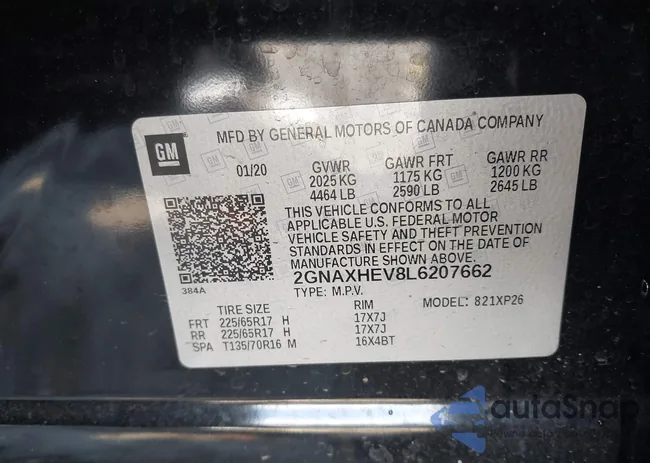 MFD BY GENERAL MOTORS OF CANADA COMPANY
GM
01/20 GVWR GAWR FRT GAWR RR
2025 KG 1175 KG 1200 KG
4464 LB 2590 LB 2645 LB
THIS VEHICLE CONFORMS TO ALL
APPLICABLE U.S. FEDERAL MOTOR
VEHICLE SAFETY AND THEFT PREVENTION
STANDARDS IN EFFECT ON THE DATE OF
MANUFACTURE SHOWN ABOVE.
2GNAXHEV8L6207662
384A
TYPE: M.P.V.
MODEL: 821XP26
TIRE SIZE RIM
FRT 225/65R17 H 17X7J
RR 225/65R17 H 17X7J
SPA T135/70R16 M 16X4BT
autoSnap